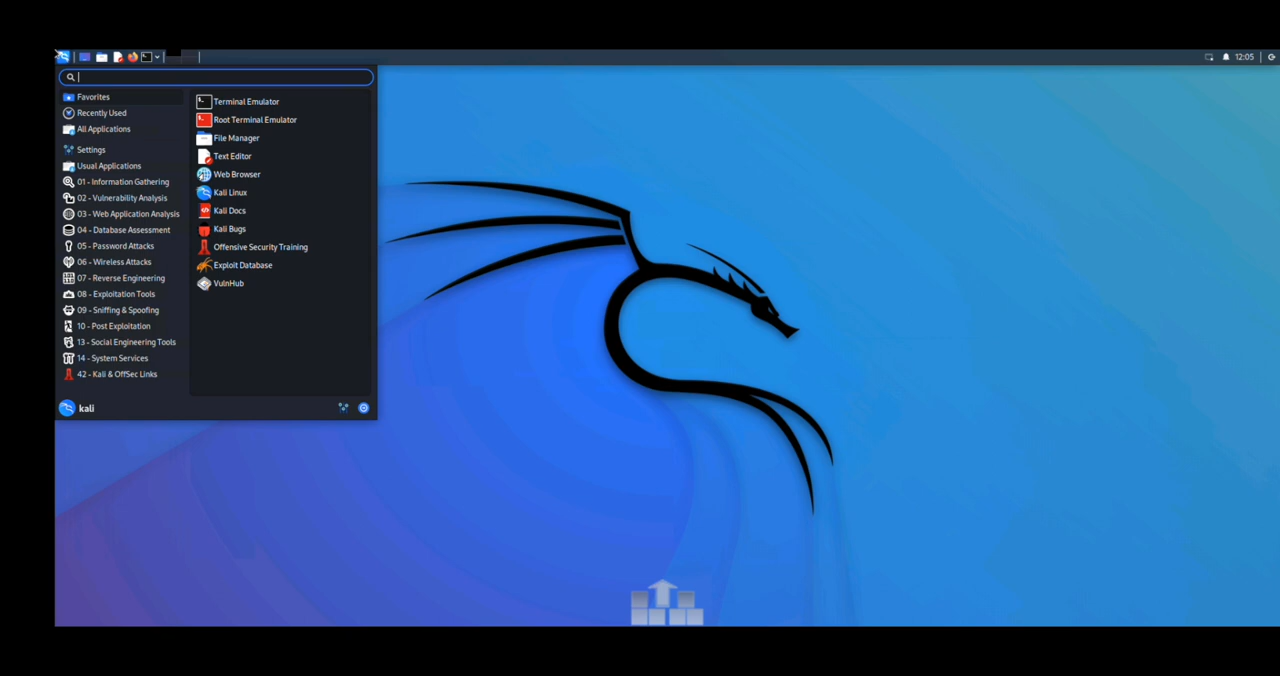 12:05
Favorites
Recently Used
All Applications
Settings
Usual Applications
01 - Information Gathering
02 - Vulnerability Analysis
03 - Web Application Analysis
04 - Database Assessment
05 - Password Attacks
06 - Wireless Attacks
07 - Reverse Engineering
08 - Exploitation Tools
09 - Sniffing & Spoofing
10 - Post Exploitation
13 - Social Engineering Tools
14 - System Services
42 - Kali & OffSec Links
Terminal Emulator
Root Terminal Emulator
File Manager
Text Editor
Web Browser
Kali Linux
Kali Docs
Kali Bugs
Offensive Security Training
Exploit Database
VulnHub
kali